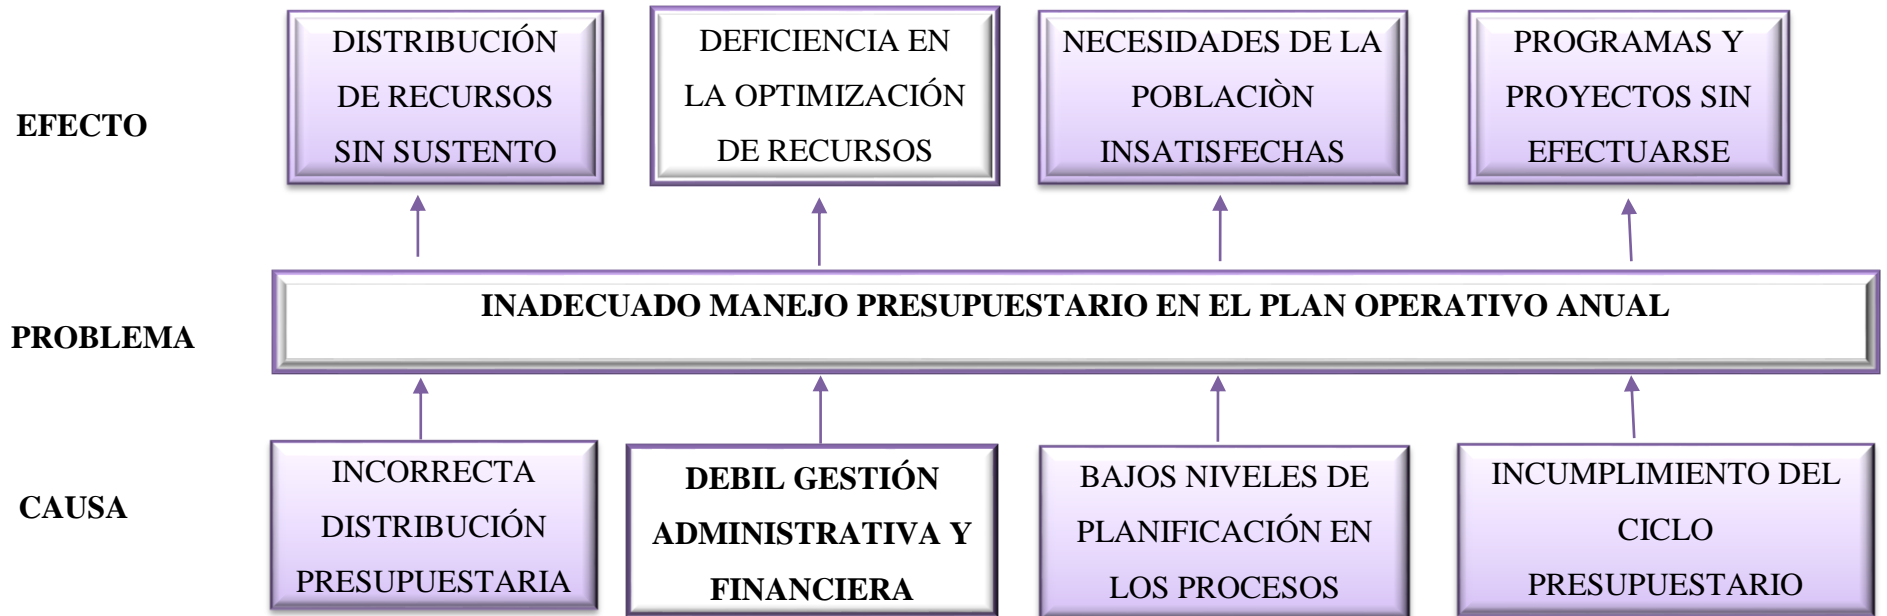 EFECTO
DISTRIBUCIÓN
DE RECURSOS
SIN SUSTENTO
DEFICIENCIA EN
LA OPTIMIZACIÓN
DE RECURSOS
NECESIDADES DE LA
POBLACIÒN
INSATISFECHAS
PROGRAMAS Y
PROYECTOS SIN
EFECTUARSE
PROBLEMA
INADECUADO MANEJO PRESUPUESTARIO EN EL PLAN OPERATIVO ANUAL
CAUSA
INCORRECTA
DISTRIBUCIÓN
PRESUPUESTARIA
DEBIL GESTIÓN
ADMINISTRATIVA Y
FINANCIERA
BAJOS NIVELES DE
PLANIFICACIÓN EN
LOS PROCESOS
INCUMPLIMIENTO DEL
CICLO
PRESUPUESTARIO